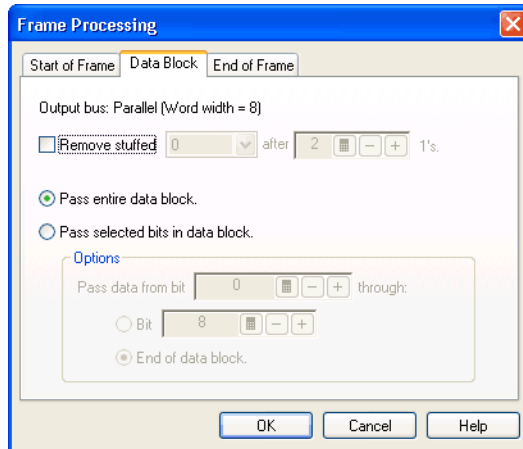 Frame Processing
Start of Frame Data Block End of Frame
Output bus: Parallel (Word width = 8)
Remove stuffed 0 after 2 1's.
Pass entire data block.
Pass selected bits in data block.
Options
Pass data from bit 0 through:
Bit 8
End of data block.
OK Cancel Help